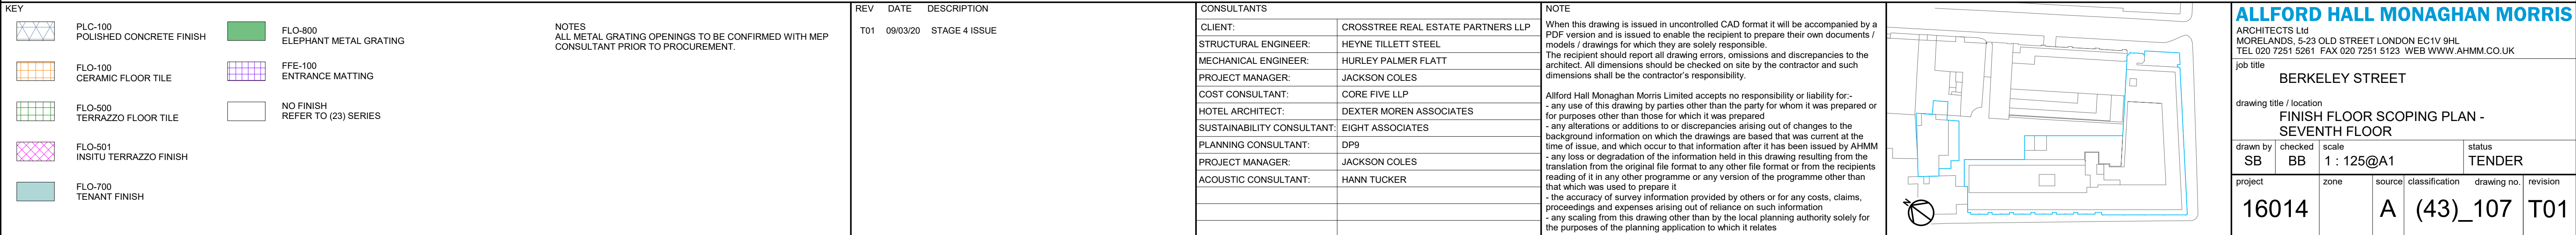 KEY
PLC-100
POLISHED CONCRETE FINISH
FLO-100
CERAMIC FLOOR TILE
FLO-500
TERRAZZO FLOOR TILE
FLO-501
INSITU TERRAZZO FINISH
FLO-700
TENANT FINISH
FLO-800
ELEPHANT METAL GRATING
FFE-100
ENTRANCE MATTING
NO FINISH
REFER TO (23) SERIES
NOTES
ALL METAL GRATING OPENINGS TO BE CONFIRMED WITH MEP
CONSULTANT PRIOR TO PROCUREMENT.
REV DATE DESCRIPTION
T01 09/03/20 STAGE 4 ISSUE
CONSULTANTS
CLIENT: CROSSTREE REAL ESTATE PARTNERS LLP
STRUCTURAL ENGINEER: HEYNE TILLETT STEEL
MECHANICAL ENGINEER: HURLEY PALMER FLATT
PROJECT MANAGER: JACKSON COLES
COST CONSULTANT: CORE FIVE LLP
HOTEL ARCHITECT: DEXTER MOREN ASSOCIATES
SUSTAINABILITY CONSULTANT: EIGHT ASSOCIATES
PLANNING CONSULTANT: DP9
PROJECT MANAGER: JACKSON COLES
ACOUSTIC CONSULTANT: HANN TUCKER
NOTE
When this drawing is issued in uncontrolled CAD format it will be accompanied by a
PDF version and is issued to enable the recipient to prepare their own documents /
models / drawings for which they are solely responsible.
The recipient should report all drawing errors, omissions and discrepancies to the
architect. All dimensions should be checked on site by the contractor and such
dimensions shall be the contractor's responsibility.
Allford Hall Monaghan Morris Limited accepts no responsibility or liability for:-
- any use of this drawing by parties other than the party for whom it was prepared or
for purposes other than those for which it was prepared
- any alterations or additions to or discrepancies arising out of changes to the
background information on which the drawings are based that was current at the
time of issue, and which occur to that information after it has been issued by AHMM
- any loss or degradation of the information held in this drawing resulting from the
translation from the original file format to any other file format or from the recipients
reading of it in any other programme or any version of the programme other than
that which was used to prepare it
- the accuracy of survey information provided by others or for any costs, claims,
proceedings and expenses arising out of reliance on such information
- any scaling from this drawing other than by the local planning authority solely for
the purposes of the planning application to which it relates
N
ALLFORD HALL MONAGHAN MORRIS
ARCHITECTS Ltd
MORELANDS, 5-23 OLD STREET LONDON EC1V 9HL
TEL 020 7251 5261 FAX 020 7251 5123 WEB WWW.AHMM.CO.UK
job title
BERKELEY STREET
drawing title / location
FINISH FLOOR SCOPING PLAN -
SEVENTH FLOOR
drawn by checked scale status
SB BB 1 : 125@A1 TENDER
project zone source classification drawing no. revision
16014 A (43)_107 T01